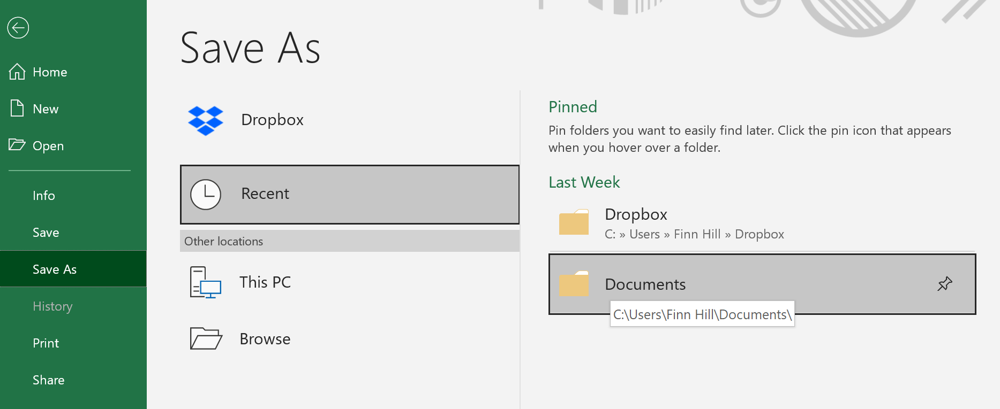 Home
New
Open
Info
Save
Save As
History
Print
Share
Save As
Dropbox
Recent
Other locations
This PC
Browse
Pinned
Pin folders you want to easily find later. Click the pin icon that appears
when you hover over a folder.
Last Week
Dropbox
C: » Users » Finn Hill » Dropbox
Documents
C:\Users\Finn Hill\Documents\